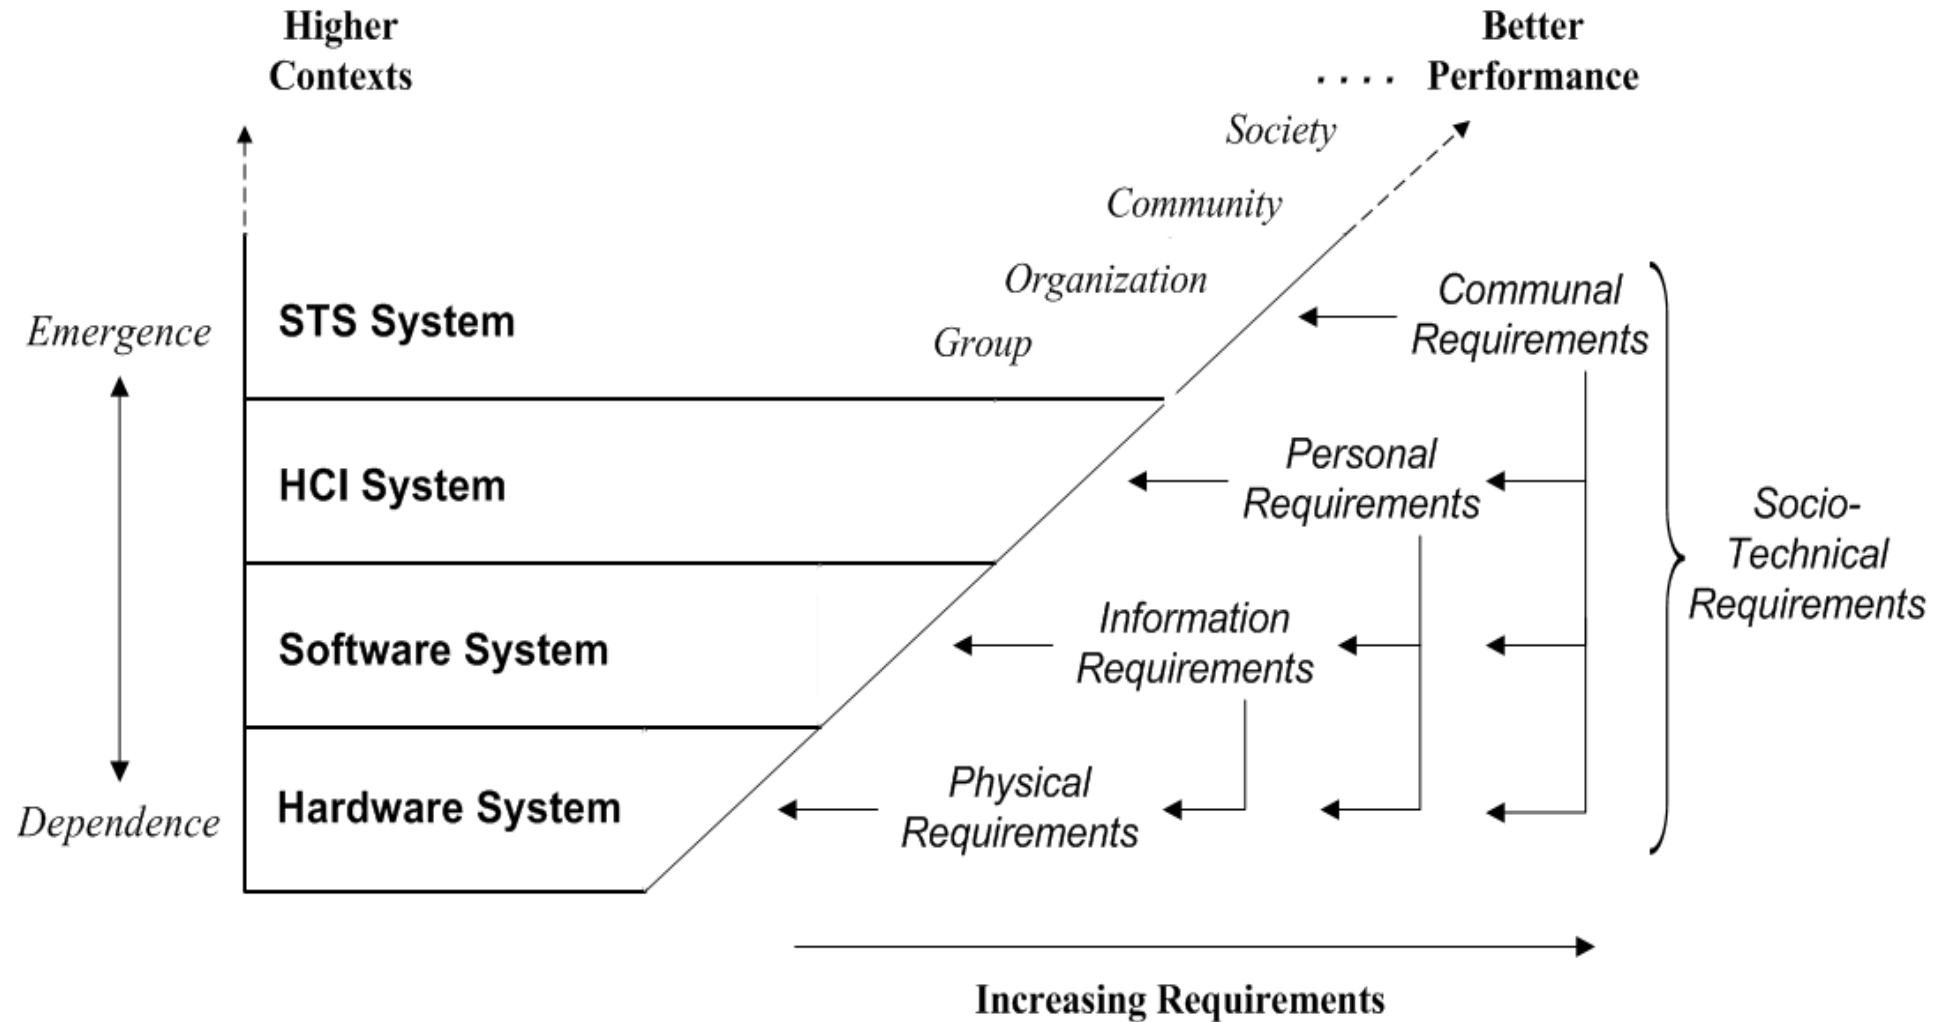 Higher
Contexts
Better
. . . . Performance
Society
Community
Organization
Group
Emergence
Dependence
STS System
HCI System
Software System
Hardware System
Communal
Requirements
Personal
Requirements
Information
Requirements
Physical
Requirements
Socio-
Technical
Requirements
Increasing Requirements